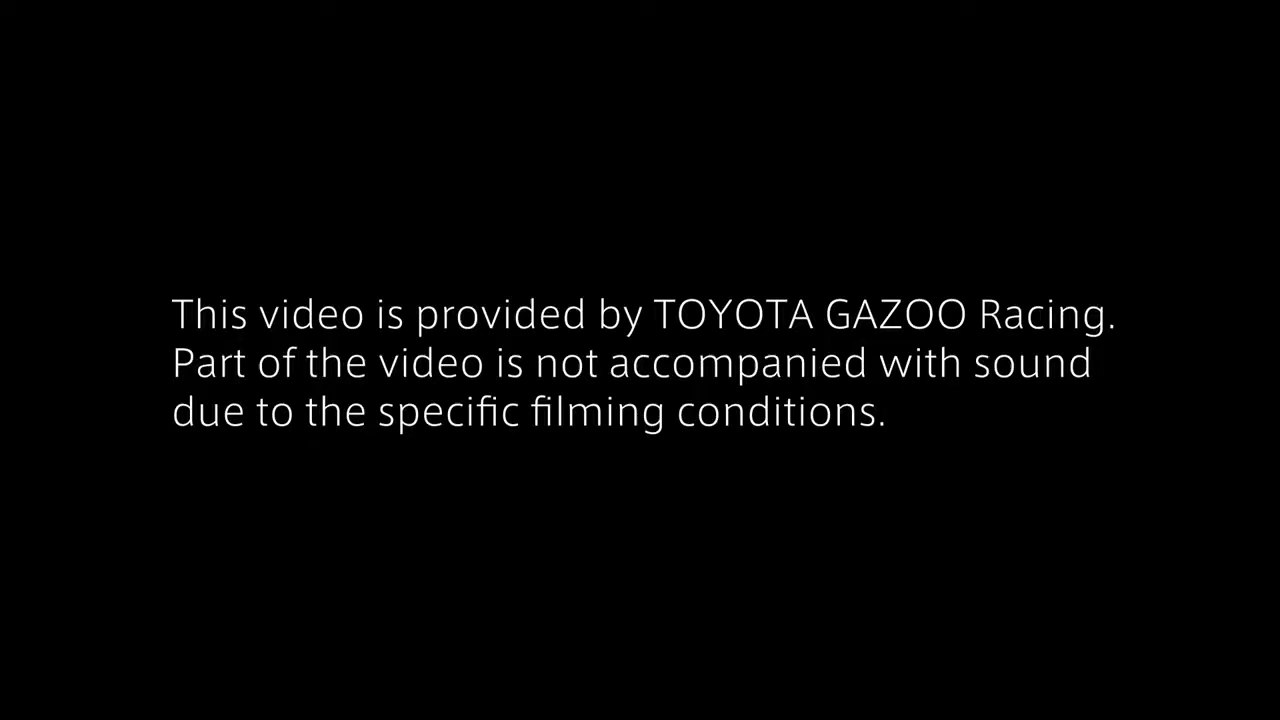 This video is provided by TOYOTA GAZOO Racing.
Part of the video is not accompanied with sound
due to the specific filming conditions.